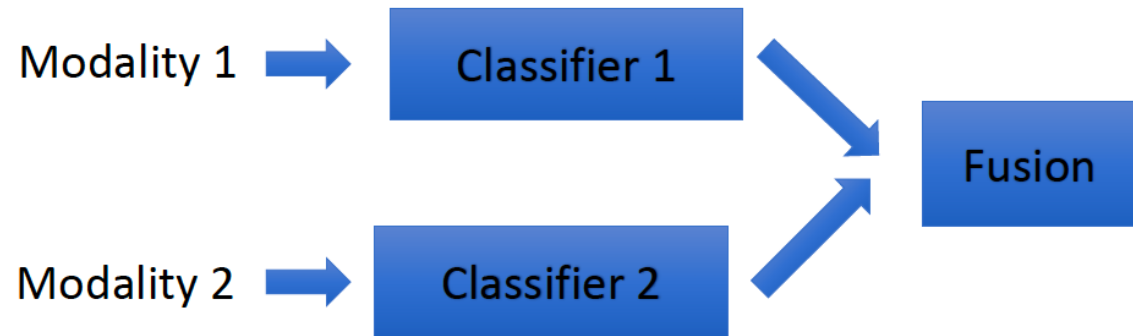 Modality 1
Classifier 1
Fusion
Modality 2
Classifier 2